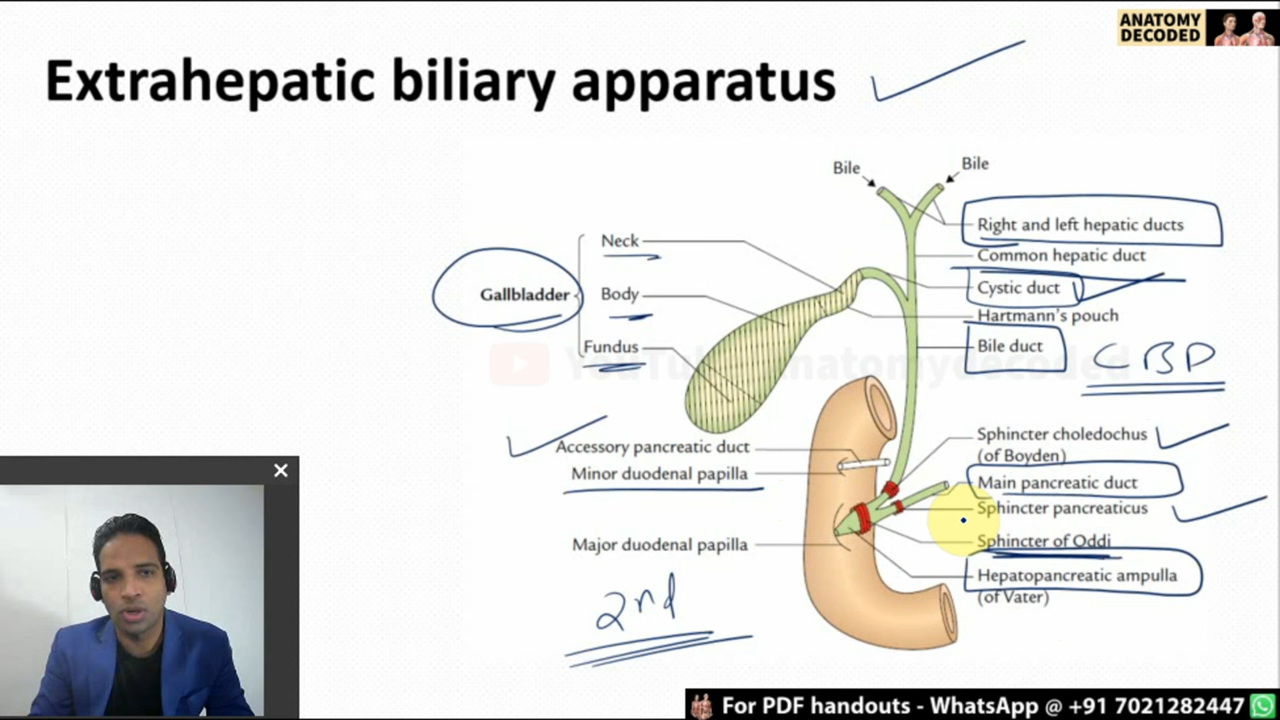 ANATOMY
DECODED
Extrahepatic biliary apparatus
Bile
Bile
Right and left hepatic ducts
Neck
Common hepatic duct
Cystic duct
Gallbladder
Body
Hartmann's pouch
Bile duct
CBD
Fundus
YouTube Anatomydecoded
Sphincter choledochus
(of Boyden)
Accessory pancreatic duct
Minor duodenal papilla
Main pancreatic duct
Sphincter pancreaticus
Sphincter of Oddi
Major duodenal papilla
Hepatopancreatic ampulla
(of Vater)
2nd
For PDF handouts - WhatsApp @ +91 7021282447